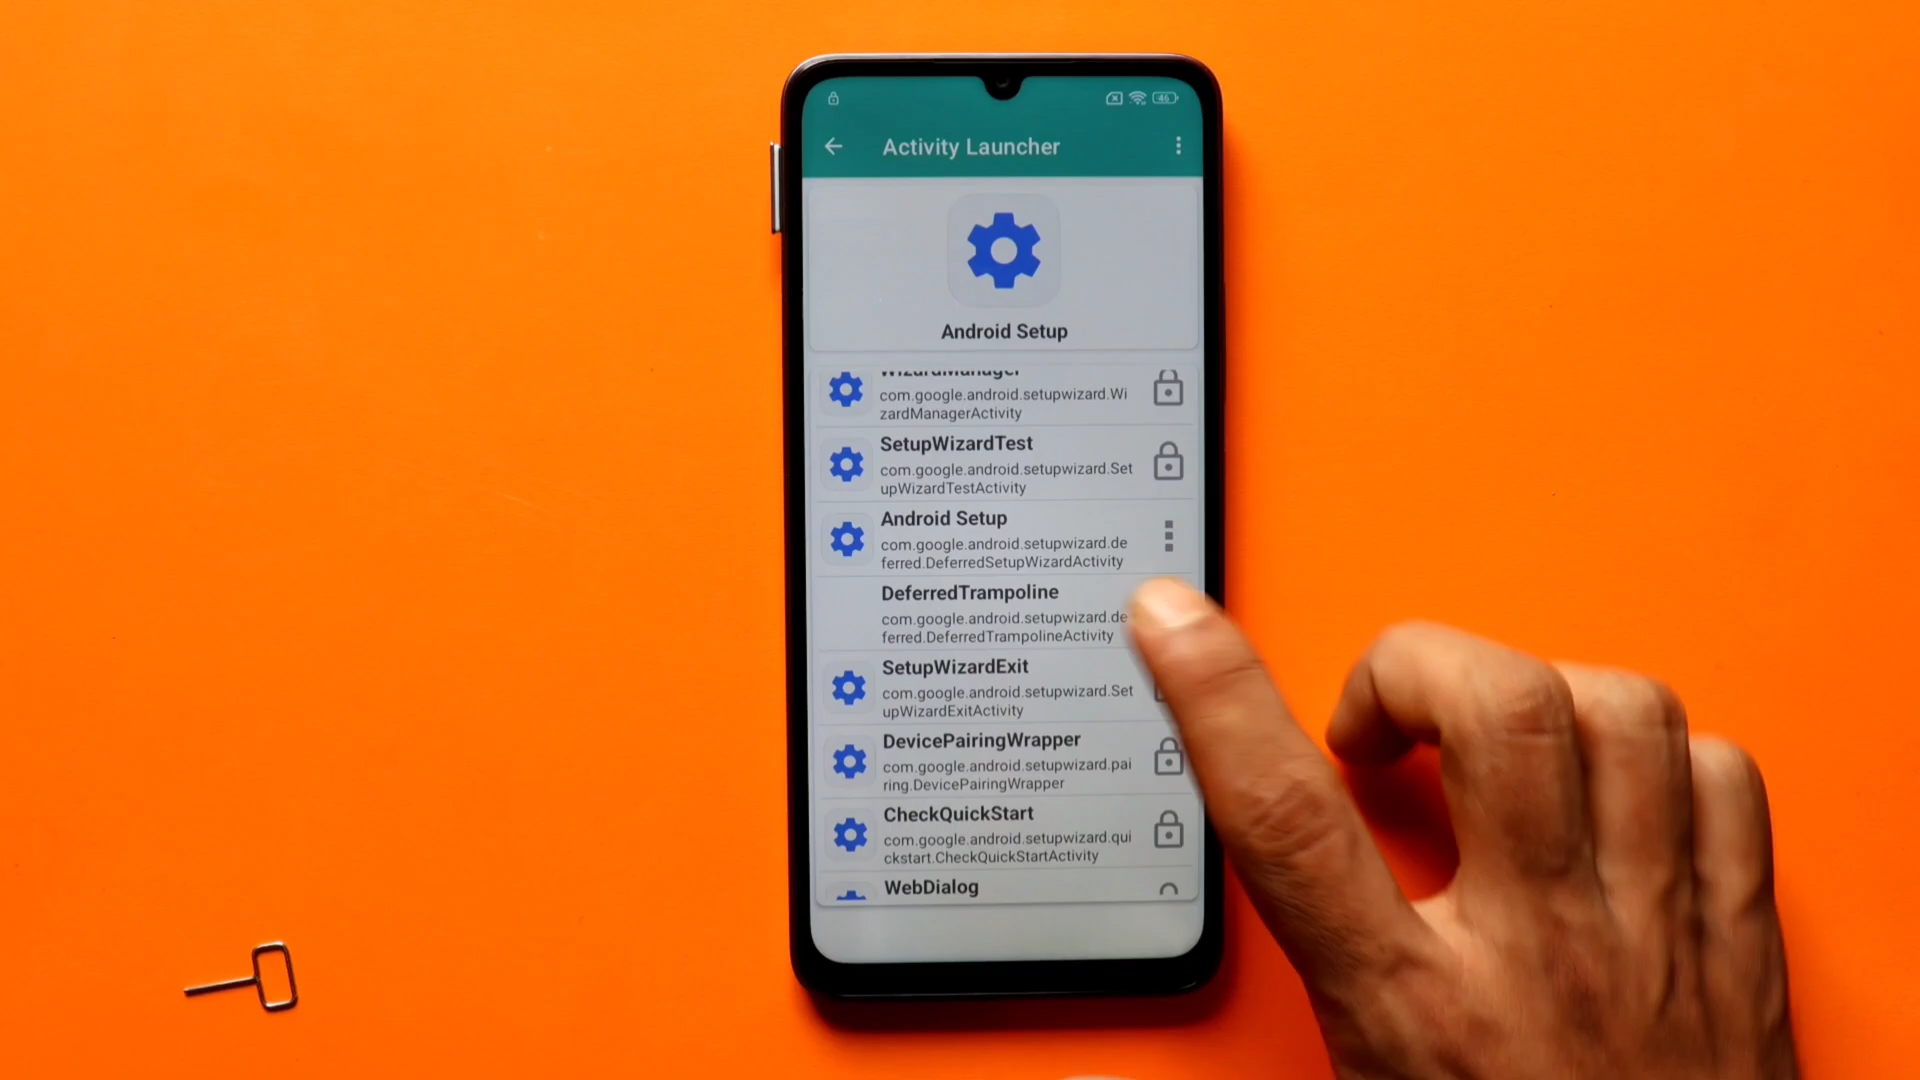 46
Activity Launcher
Android Setup
WizardManager
com.google.android.setupwizard.Wi
zardManagerActivity
SetupWizardTest
com.google.android.setupwizard.Set
upWizardTestActivity
Android Setup
com.google.android.setupwizard.de
ferred.DeferredSetupWizardActivity
DeferredTrampoline
com.google.android.setupwizard.de
ferred.DeferredTrampolineActivity
SetupWizardExit
com.google.android.setupwizard.Set
upWizardExitActivity
DevicePairingWrapper
com.google.android.setupwizard.pai
ring.DevicePairingWrapper
CheckQuickStart
com.google.android.setupwizard.qui
ckstart.CheckQuickStartActivity
WebDialog